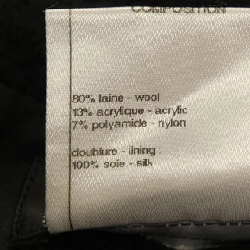 COMPOSITION
80% laine - wool
13% acrylique - acrylic
7% polyamide - nylon
doublure - lining :
100% soie - silk